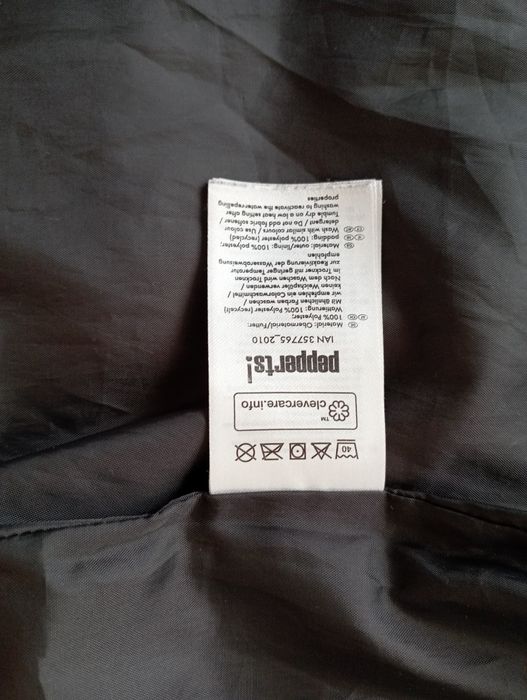 40
clevercare.info
TM
pepperts!
IAN 357765_2010
Material: Obermaterial/Futter:
100% Polyester;
Wattierung: 100% Polyester (recycelt)
Mit ähnlichen Farben waschen /
wir empfehlen ein Colorwaschmittel /
keinen Weichspüler verwenden /
Nach dem Waschen wird Trocknen
im Trockner mit geringer Temperatur
zur Reaktivierung der Wasserabweisung
empfohlen
Material: outer/lining: 100% polyester;
padding: 100% polyester (recycled)
Wash with similar colours / Use colour
detergent / Do not add fabric softener /
Tumble dry on a low heat setting after
washing to reactivate the waterrepelling
properties